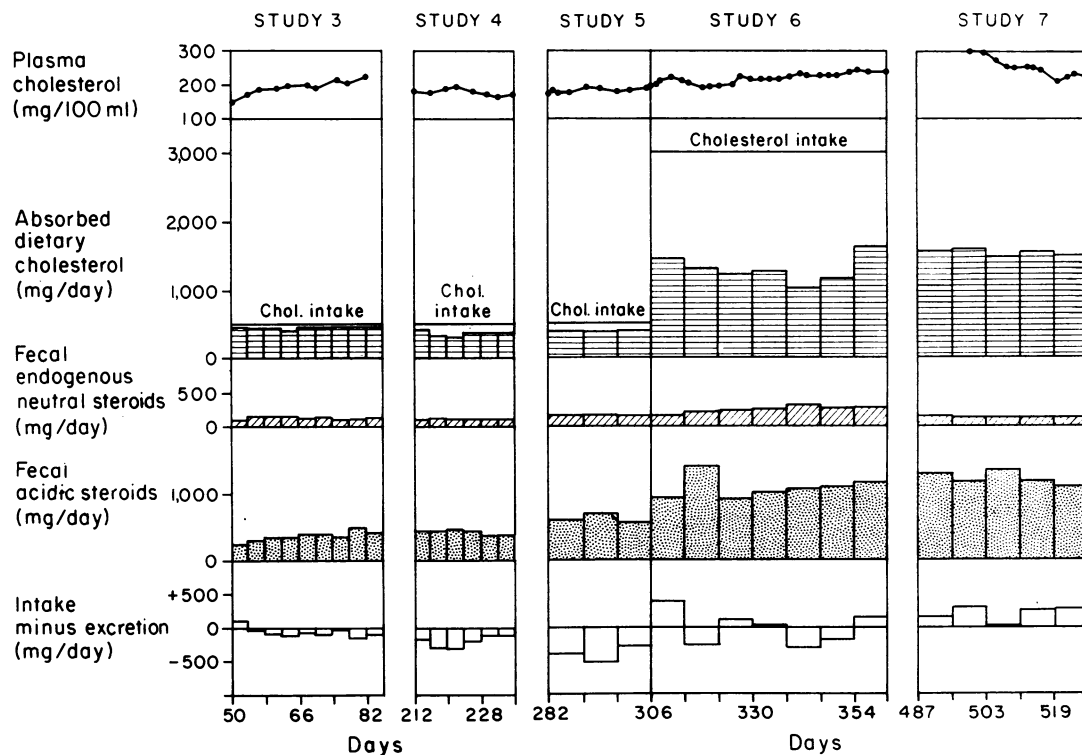 STUDY 3 STUDY 4 STUDY 5 STUDY 6 STUDY 7
Plasma
cholesterol
(mg/100 ml)
300
200
100
Cholesterol intake
3,000
Absorbed
dietary
cholesterol
(mg/day)
2,000
1,000
0
Chol. intake
Chol.
intake
Chol. intake
Fecal
endogenous
neutral steroids
(mg/day)
500
0
Fecal
acidic steroids
(mg/day)
1,000
0
Intake
minus excretion
(mg/day)
+500
0
-500
50 66 82 212 228 282 306 330 354 487 503 519
Days Days